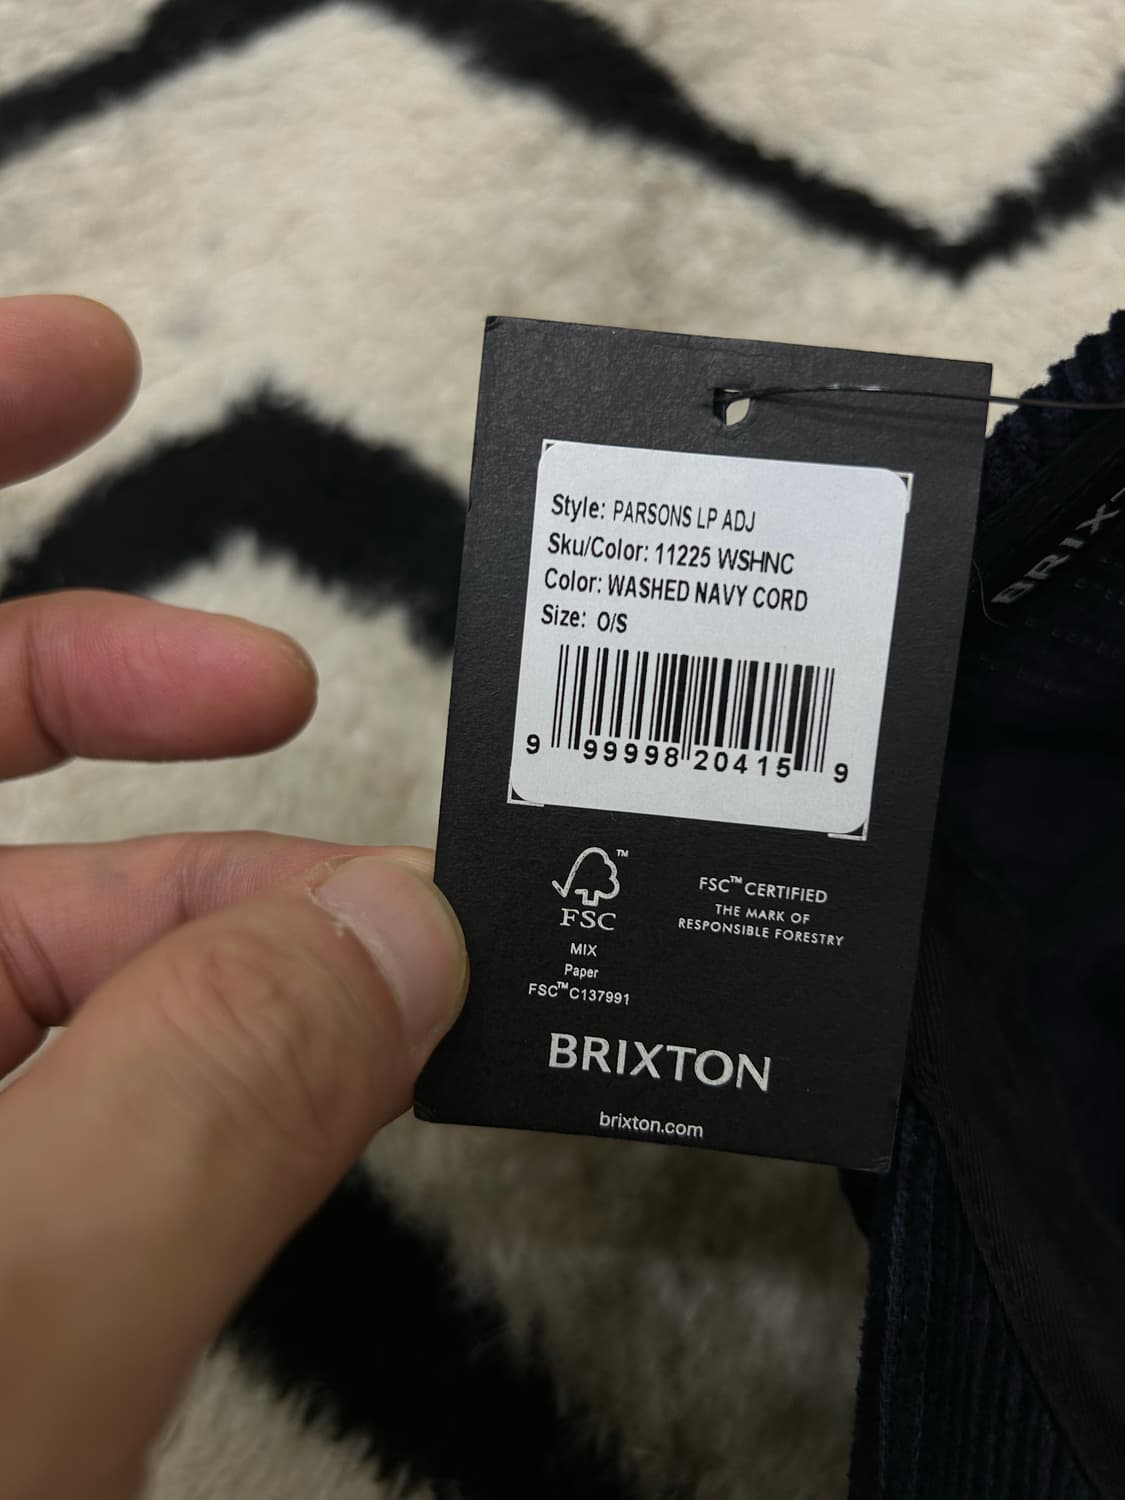 Style: PARSONS LP ADJ
Sku/Color: 11225 WSHNC
Color: WASHED NAVY CORD
Size: O/S
9 99998 20415 9
FSC™ CERTIFIED
THE MARK OF
RESPONSIBLE FORESTRY
™
FSC
MIX
Paper
FSC™ C137991
BRIXTON
brixton.com